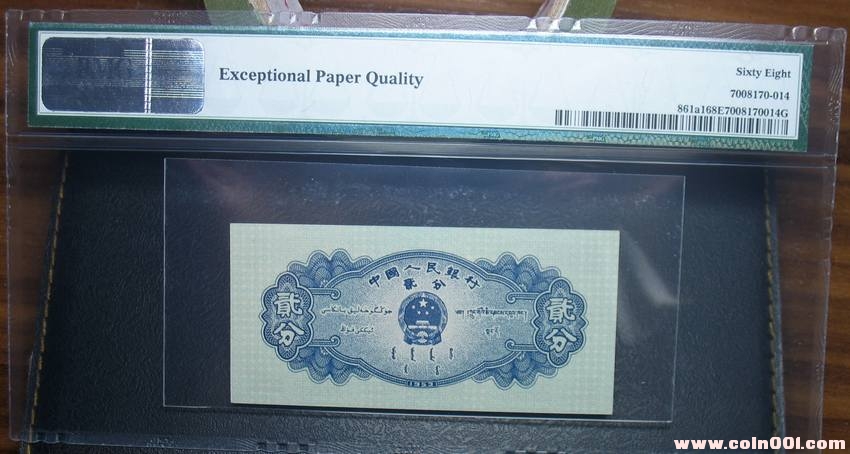 PMG
Exceptional Paper Quality
Sixty Eight
7008170-014
861a168E7008170014G
中國人民銀行
貳分
貳分
貳分
1953
www.coin001.com